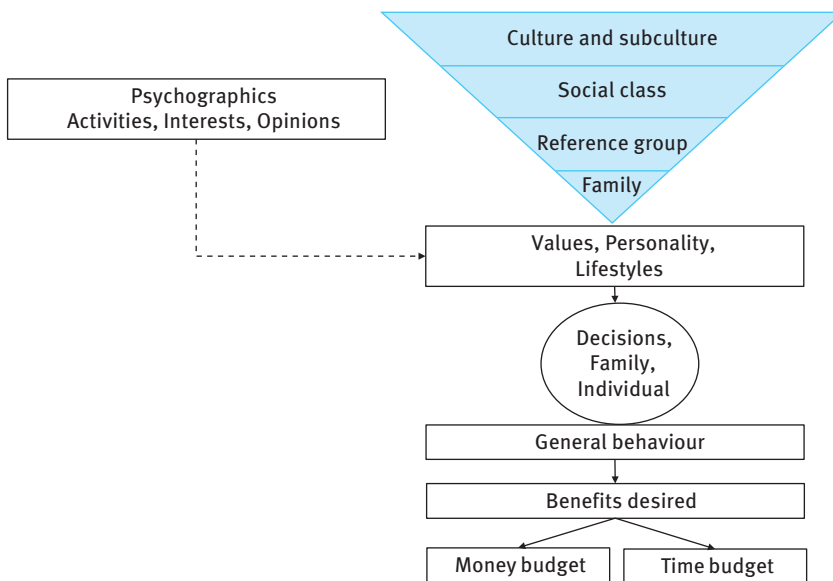 Culture and subculture
Social class
Reference group
Family
Psychographics
Activities, Interests, Opinions
Values, Personality,
Lifestyles
Decisions,
Family,
Individual
General behaviour
Benefits desired
Money budget
Time budget